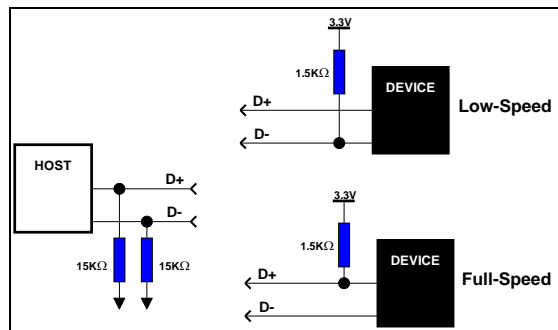 HOST
D+
D-
15KΩ
15KΩ
3.3V
1.5KΩ
D+
D-
DEVICE
Low-Speed
3.3V
1.5KΩ
D+
D-
DEVICE
Full-Speed